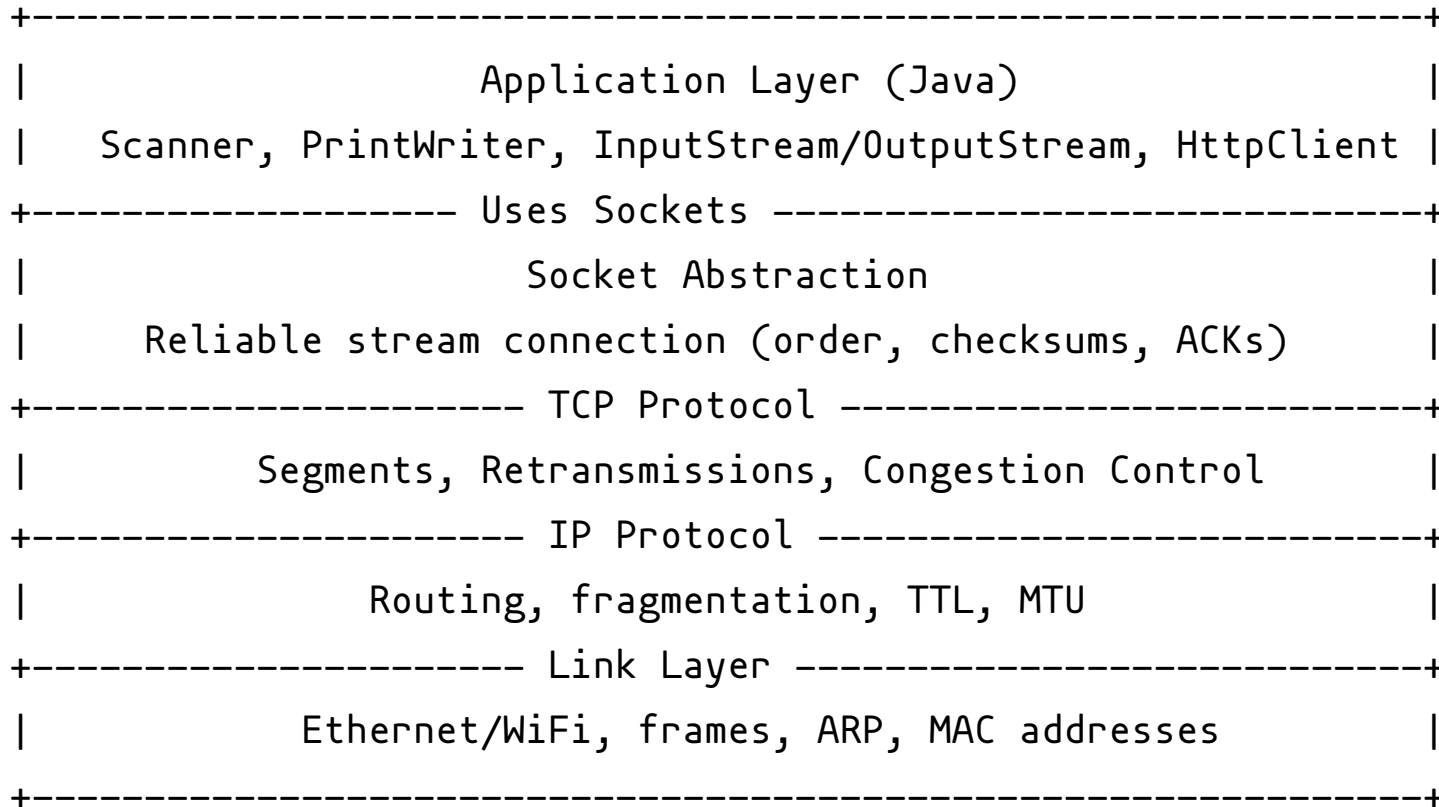 +---------------------------------------------------------------+
|                    Application Layer (Java)                   |
|   Scanner, PrintWriter, InputStream/OutputStream, HttpClient |
+------------------- Uses Sockets -----------------------------+
|                      Socket Abstraction                      |
|     Reliable stream connection (order, checksums, ACKs)      |
+---------------------- TCP Protocol --------------------------+
|          Segments, Retransmissions, Congestion Control       |
+---------------------- IP Protocol ---------------------------+
|               Routing, fragmentation, TTL, MTU               |
+---------------------- Link Layer ----------------------------+
|            Ethernet/WiFi, frames, ARP, MAC addresses         |
+---------------------------------------------------------------+